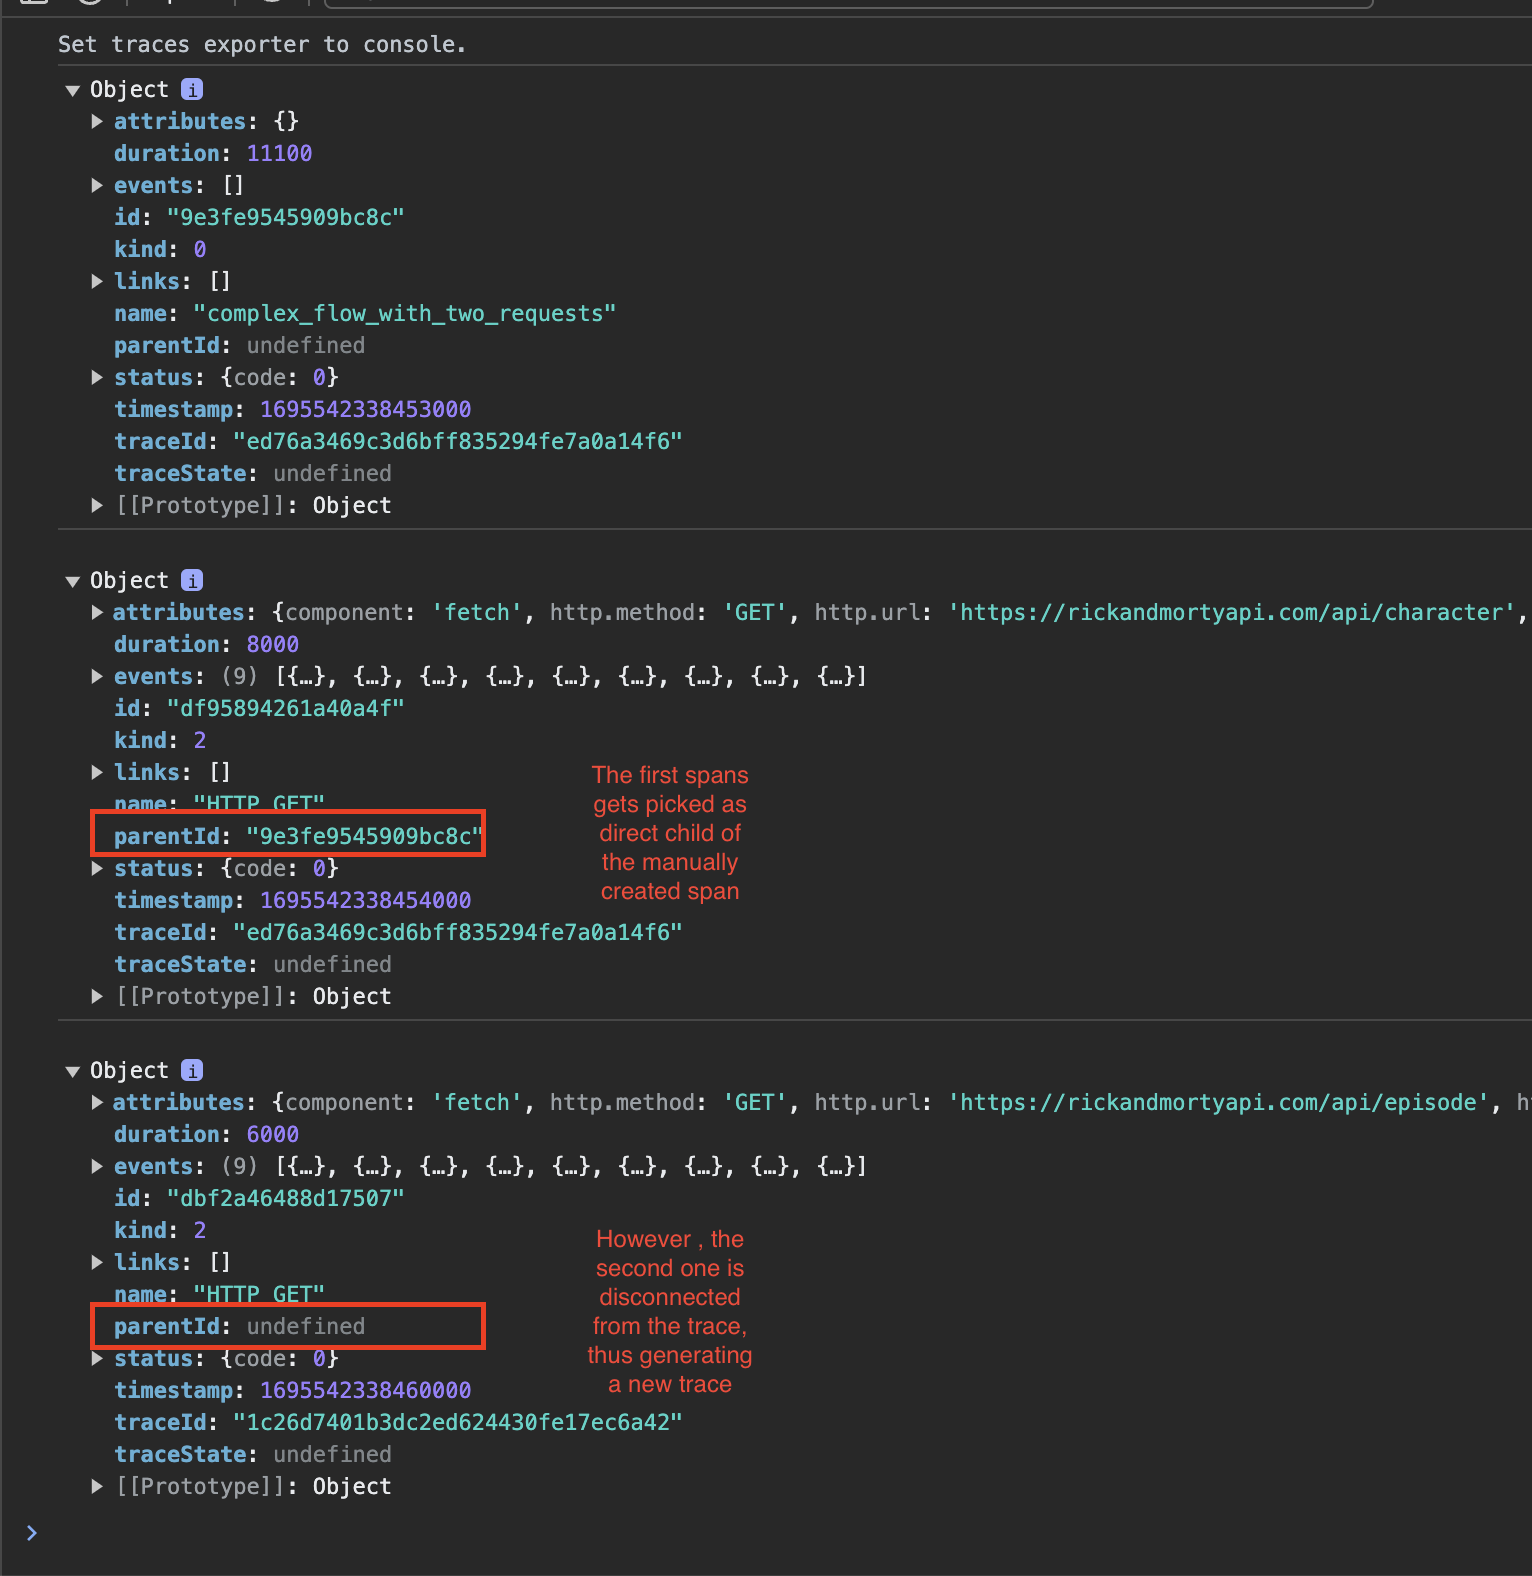 Set traces exporter to console.
▼ Object i
▶ attributes: {}
duration: 11100
▶ events: []
id: "9e3fe9545909bc8c"
kind: 0
▶ links: []
name: "complex_flow_with_two_requests"
parentId: undefined
▶ status: {code: 0}
timestamp: 1695542338453000
traceId: "ed76a3469c3d6bff835294fe7a0a14f6"
traceState: undefined
▶ [[Prototype]]: Object
▼ Object i
▶ attributes: {component: 'fetch', http.method: 'GET', http.url: 'https://rickandmortyapi.com/api/character',
duration: 8000
▶ events: (9) [{…}, {…}, {…}, {…}, {…}, {…}, {…}, {…}, {…}]
id: "df95894261a40a4f"
kind: 2
▶ links: []
name: "HTTP GET"
parentId: "9e3fe9545909bc8c"
▶ status: {code: 0}
timestamp: 1695542338454000
traceId: "ed76a3469c3d6bff835294fe7a0a14f6"
traceState: undefined
▶ [[Prototype]]: Object
The first spans
gets picked as
direct child of
the manually
created span
▼ Object i
▶ attributes: {component: 'fetch', http.method: 'GET', http.url: 'https://rickandmortyapi.com/api/episode', h
duration: 6000
▶ events: (9) [{…}, {…}, {…}, {…}, {…}, {…}, {…}, {…}, {…}]
id: "dbf2a46488d17507"
kind: 2
▶ links: []
name: "HTTP GET"
parentId: undefined
▶ status: {code: 0}
timestamp: 1695542338460000
traceId: "1c26d7401b3dc2ed624430fe17ec6a42"
traceState: undefined
▶ [[Prototype]]: Object
However , the
second one is
disconnected
from the trace,
thus generating
a new trace